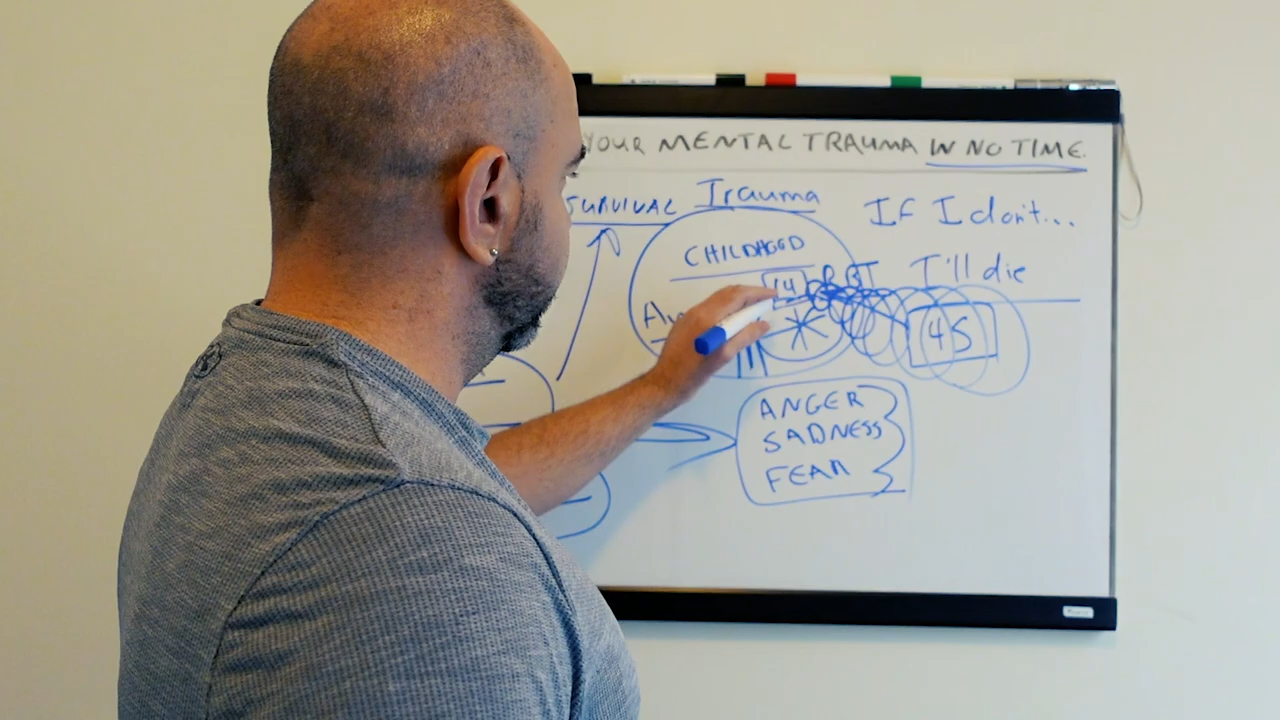 YOUR MENTAL TRAUMA IN NO TIME.
SURVIVAL Trauma
If I don't...
CHILDHOOD
14
I'll die
45
ANGER
SADNESS
FEAR